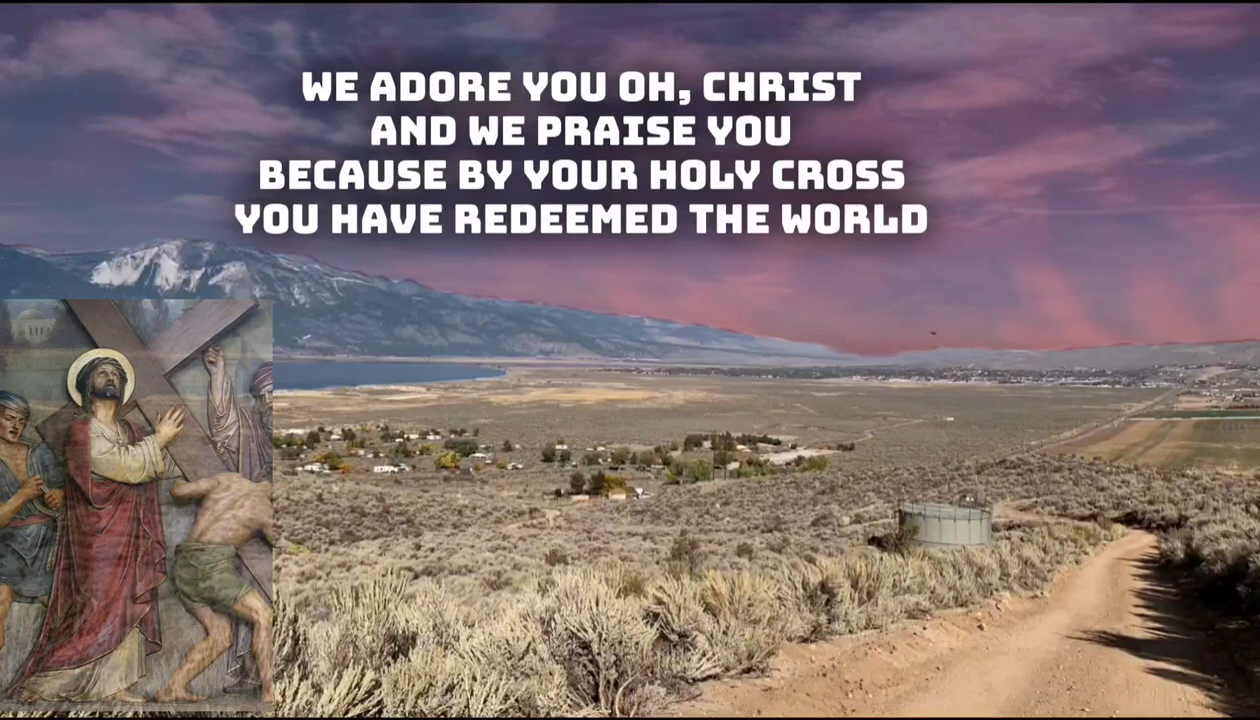 WE ADORE YOU OH, CHRIST
AND WE PRAISE YOU
BECAUSE BY YOUR HOLY CROSS
YOU HAVE REDEEMED THE WORLD